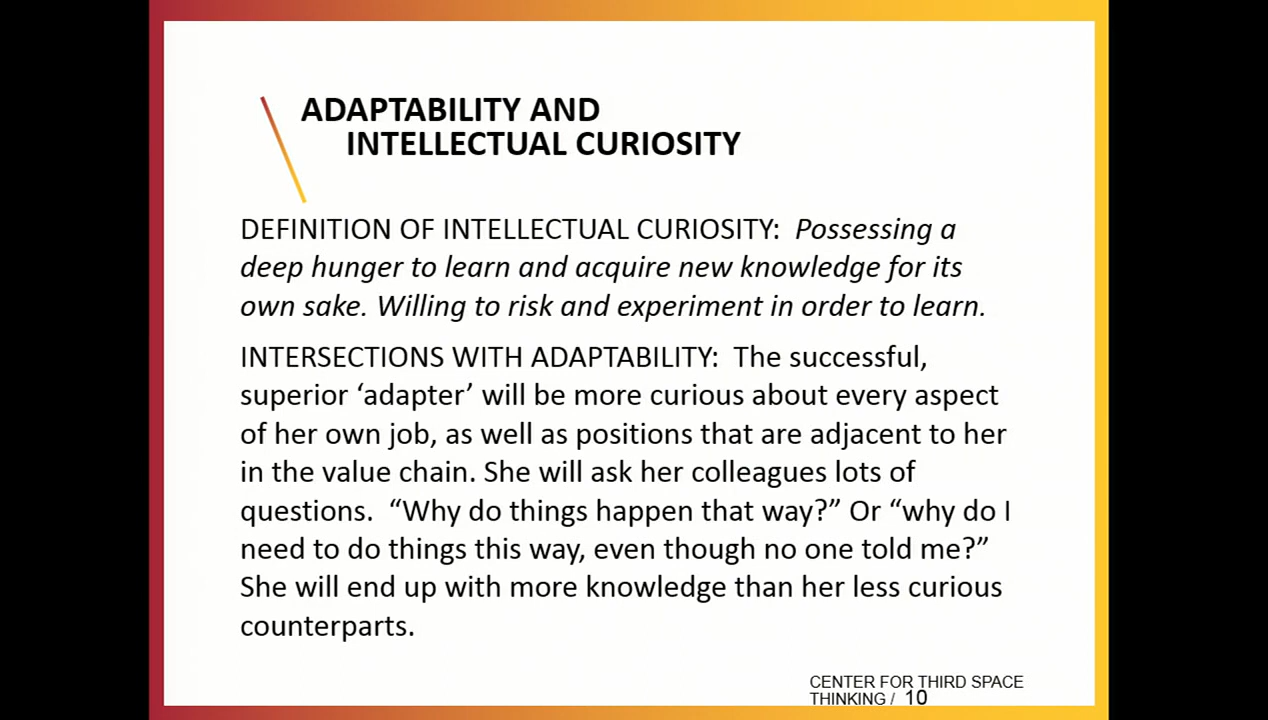 ADAPTABILITY AND
INTELLECTUAL CURIOSITY
DEFINITION OF INTELLECTUAL CURIOSITY: Possessing a
deep hunger to learn and acquire new knowledge for its
own sake. Willing to risk and experiment in order to learn.
INTERSECTIONS WITH ADAPTABILITY: The successful,
superior ‘adapter’ will be more curious about every aspect
of her own job, as well as positions that are adjacent to her
in the value chain. She will ask her colleagues lots of
questions. “Why do things happen that way?” Or “why do I
need to do things this way, even though no one told me?”
She will end up with more knowledge than her less curious
counterparts.
CENTER FOR THIRD SPACE
THINKING / 10